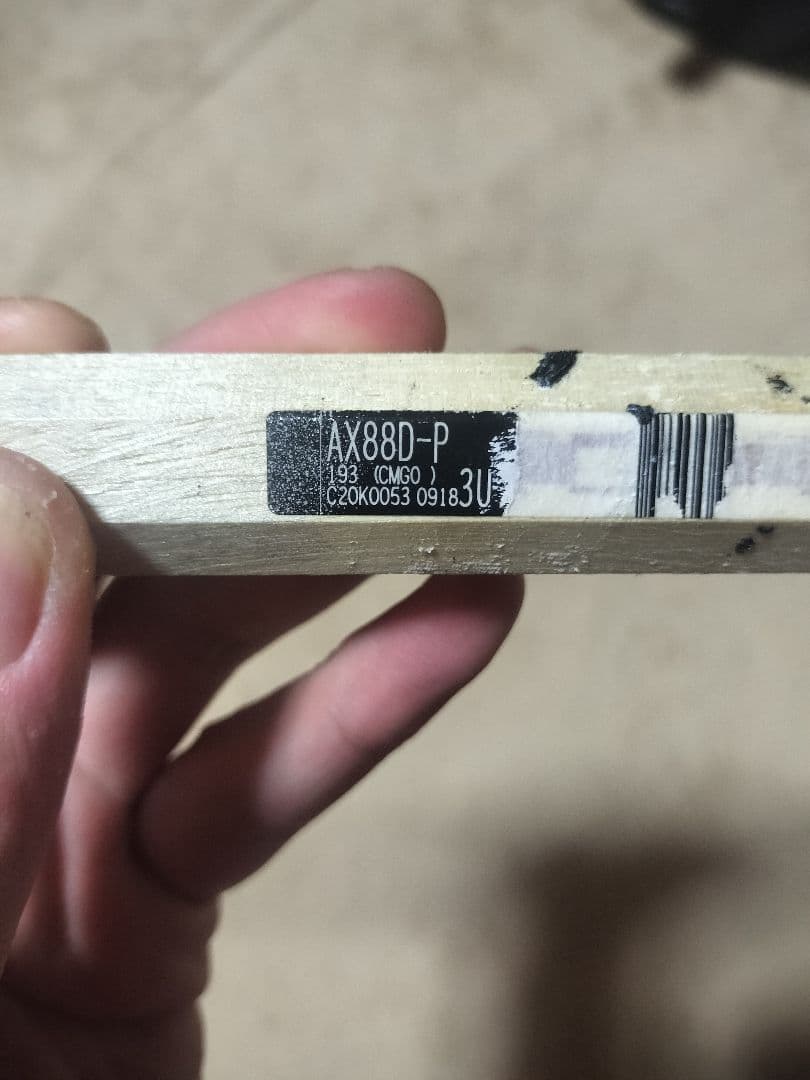 AX88D-P
193 (CMGO )
C20K0053 0918 3U